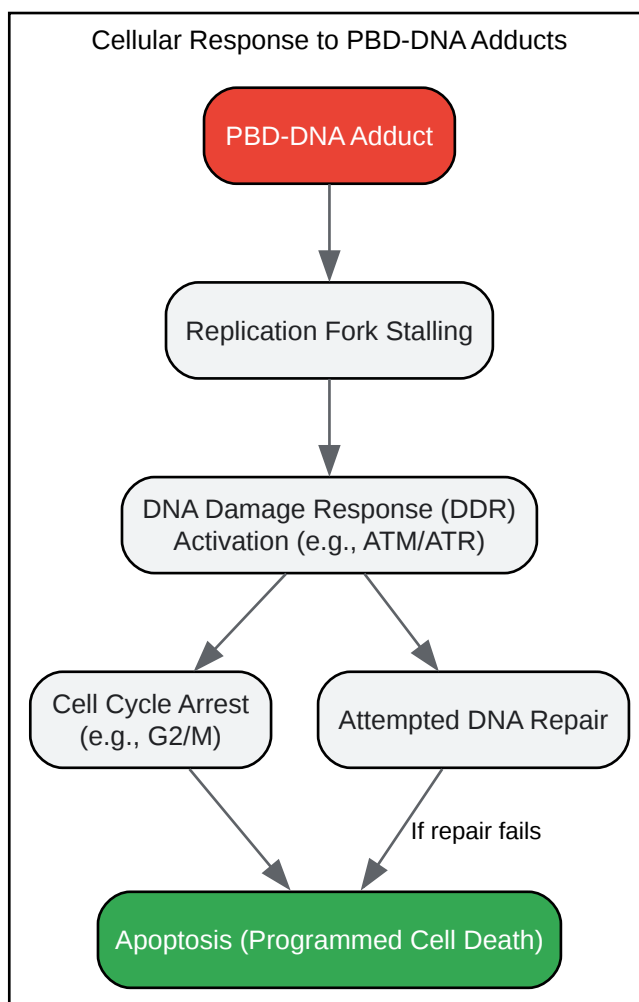 Cellular Response to PBD-DNA Adducts
PBD-DNA Adduct
Replication Fork Stalling
DNA Damage Response (DDR)
Activation (e.g., ATM/ATR)
Cell Cycle Arrest
(e.g., G2/M)
Attempted DNA Repair
If repair fails
Apoptosis (Programmed Cell Death)